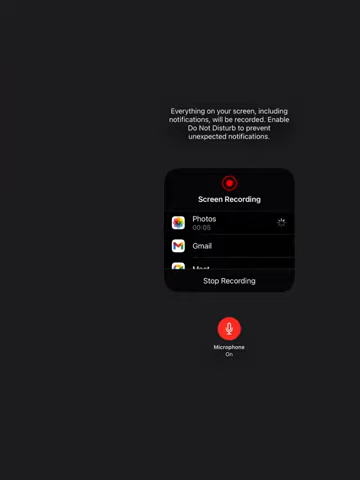 Everything on your screen, including
notifications, will be recorded. Enable
Do Not Disturb to prevent
unexpected notifications.
Screen Recording
Photos
00:05
Gmail
Meet
Stop Recording
Microphone
On